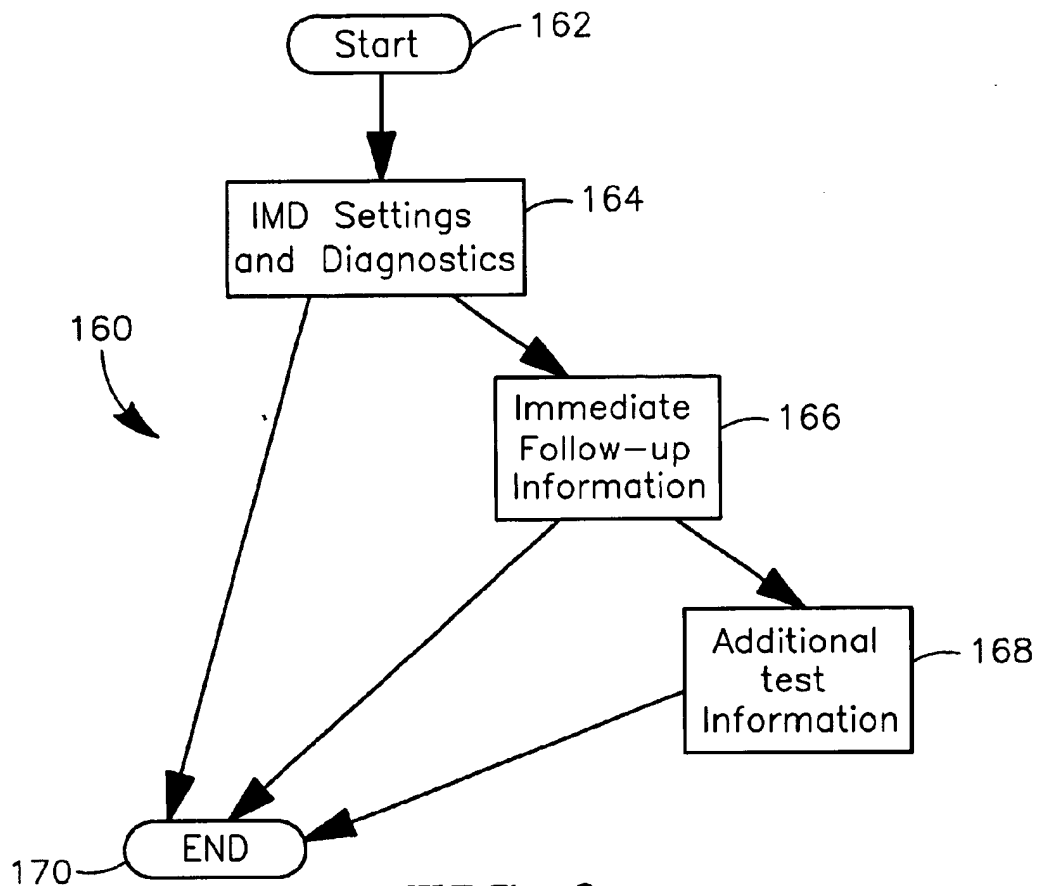 Start
162
IMD Settings
and Diagnostics
164
160
Immediate
Follow-up
Information
166
Additional
test
Information
168
END
170